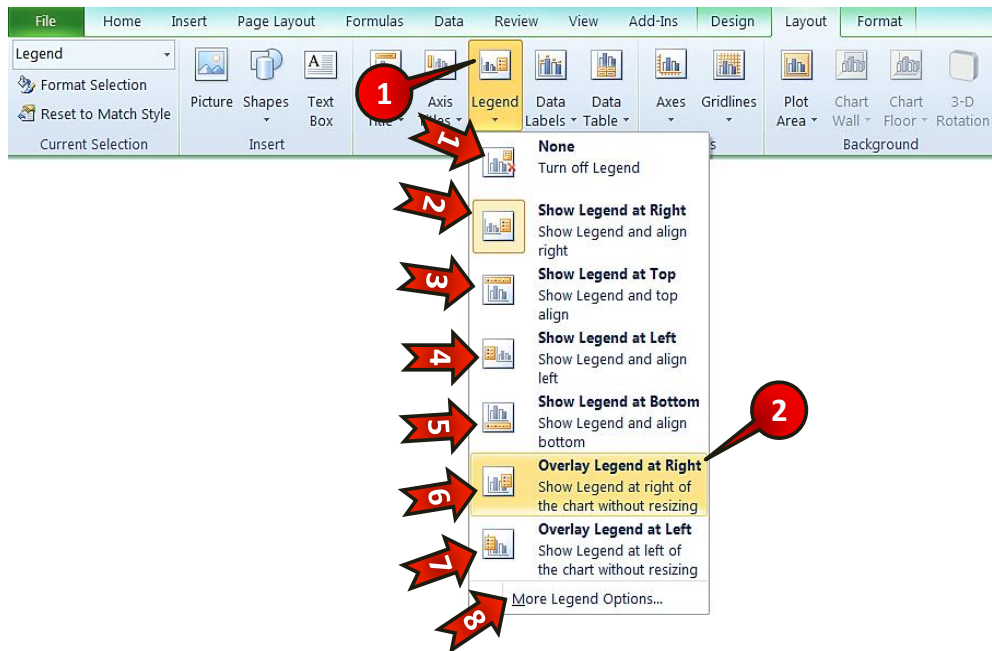 File Home Insert Page Layout Formulas Data Review View Add-Ins Design Layout Format
Legend
Format Selection
Reset to Match Style
Current Selection
Picture Shapes Text Box
Insert
Title
Axis Titles
Legend
Data Labels
Data Table
Axes
Gridlines
s
Plot Area
Chart Wall
Chart Floor
3-D Rotation
Background
1
1
None
Turn off Legend
2
Show Legend at Right
Show Legend and align
right
3
Show Legend at Top
Show Legend and top
align
4
Show Legend at Left
Show Legend and align
left
5
Show Legend at Bottom
Show Legend and align
bottom
2
6
Overlay Legend at Right
Show Legend at right of
the chart without resizing
7
Overlay Legend at Left
Show Legend at left of
the chart without resizing
8
More Legend Options...